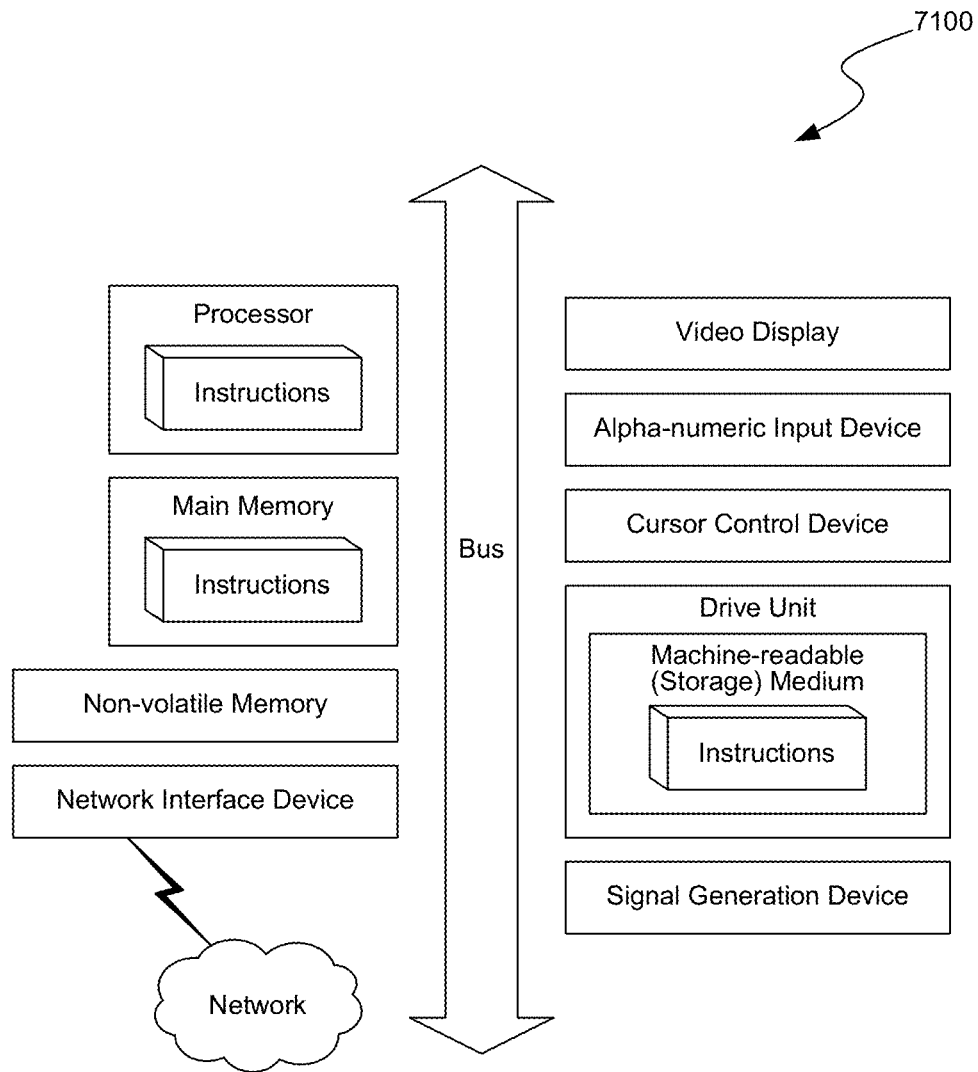 7100
Processor
Instructions
Main Memory
Instructions
Non-volatile Memory
Network Interface Device
Network
Bus
Video Display
Alpha-numeric Input Device
Cursor Control Device
Drive Unit
Machine-readable
(Storage) Medium
Instructions
Signal Generation Device